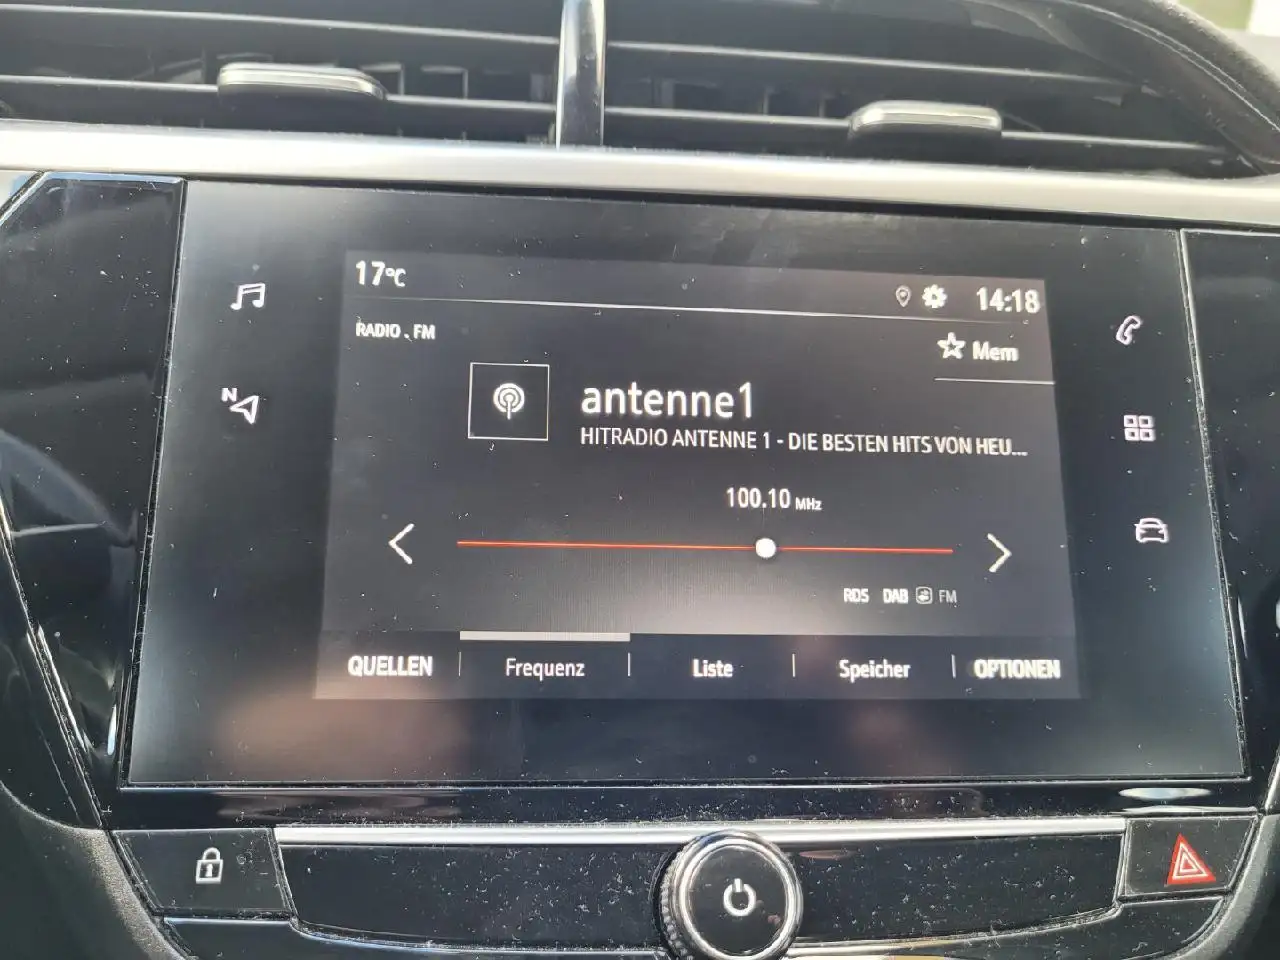 17°C
14:18
RADIO . FM
Mem
antenne1
HITRADIO ANTENNE 1 - DIE BESTEN HITS VON HEU...
N
100.10 MHz
RDS DAB FM
QUELLEN Frequenz Liste Speicher OPTIONEN